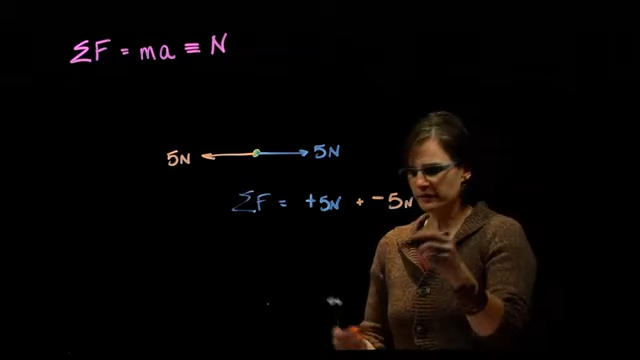 ΣF = ma ≡ N
5N 5N
ΣF = +5N + -5N